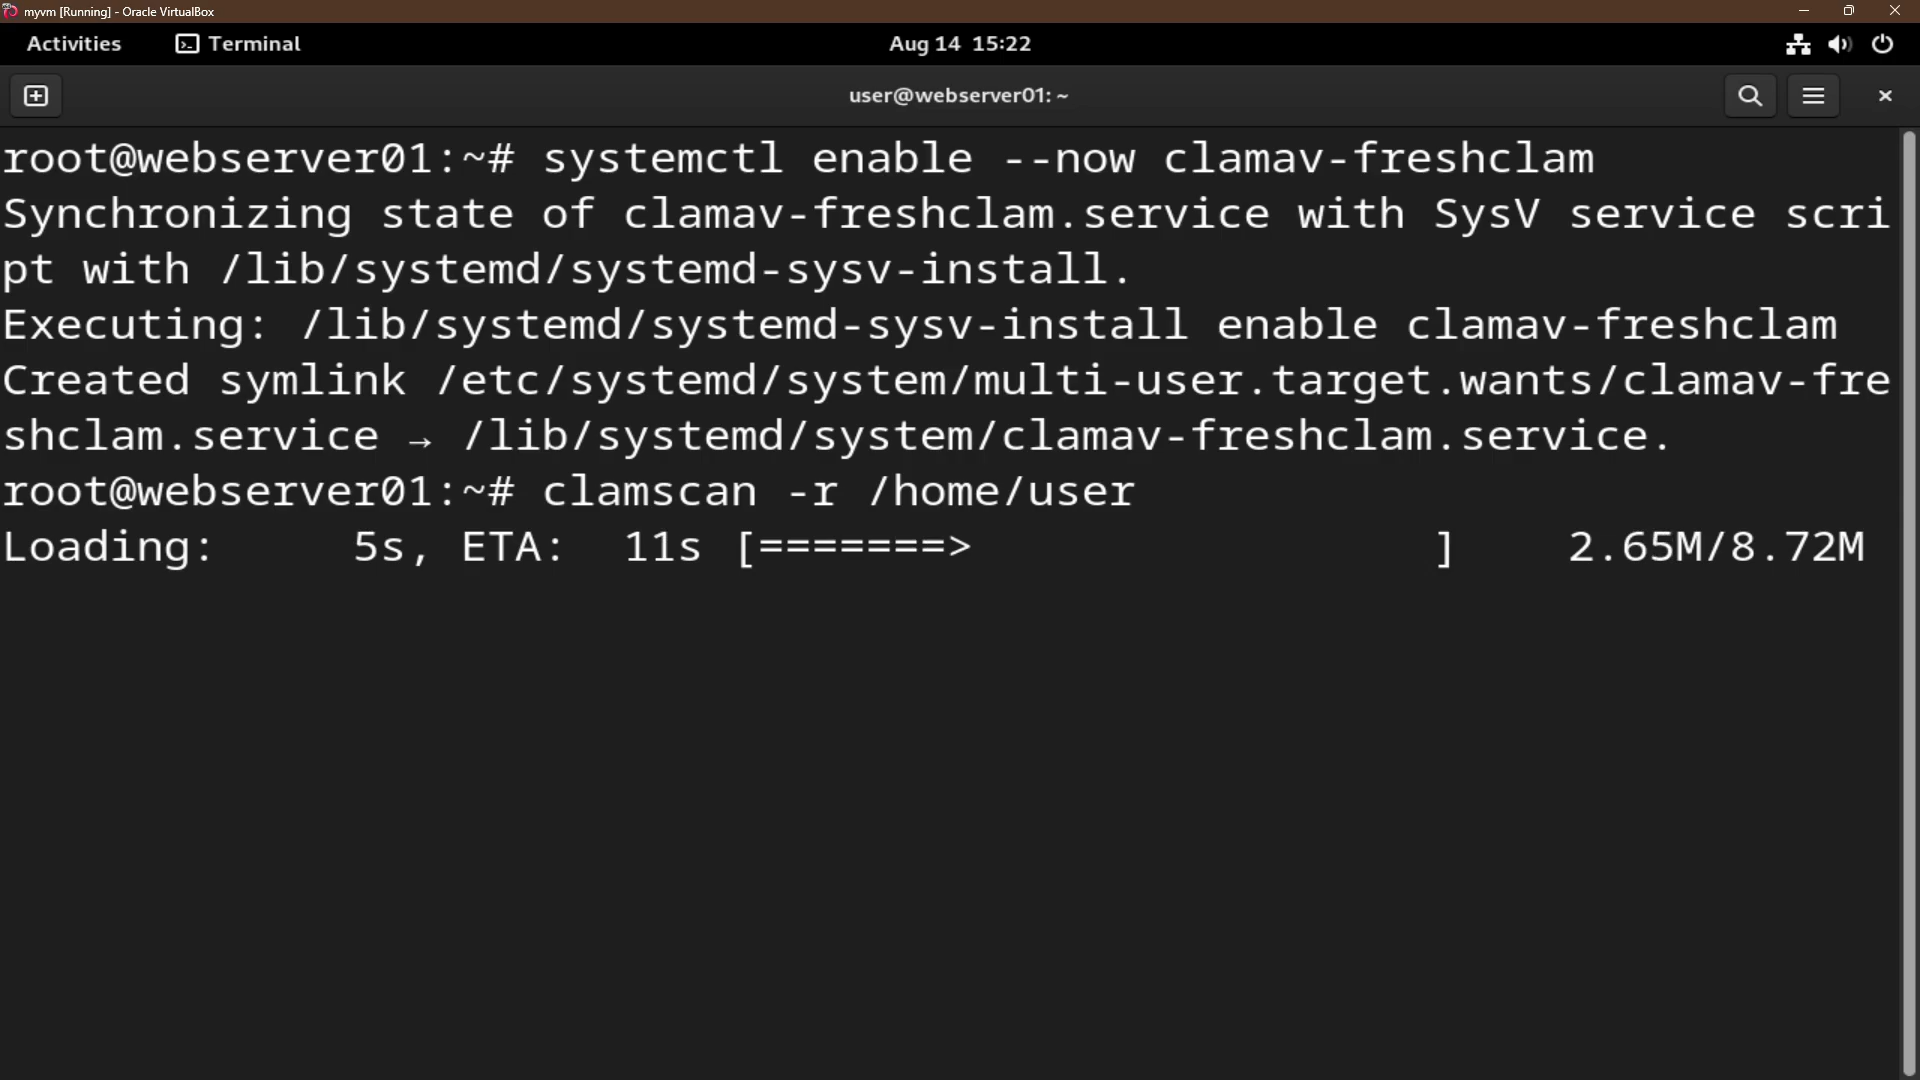 myvm [Running] - Oracle VirtualBox
Activities Terminal Aug 14 15:22
user@webserver01: ~
root@webserver01:~# systemctl enable --now clamav-freshclam
Synchronizing state of clamav-freshclam.service with SysV service scri
pt with /lib/systemd/systemd-sysv-install.
Executing: /lib/systemd/systemd-sysv-install enable clamav-freshclam
Created symlink /etc/systemd/system/multi-user.target.wants/clamav-fre
shclam.service → /lib/systemd/system/clamav-freshclam.service.
root@webserver01:~# clamscan -r /home/user
Loading:     5s, ETA:  11s [=======>                 ]    2.65M/8.72M